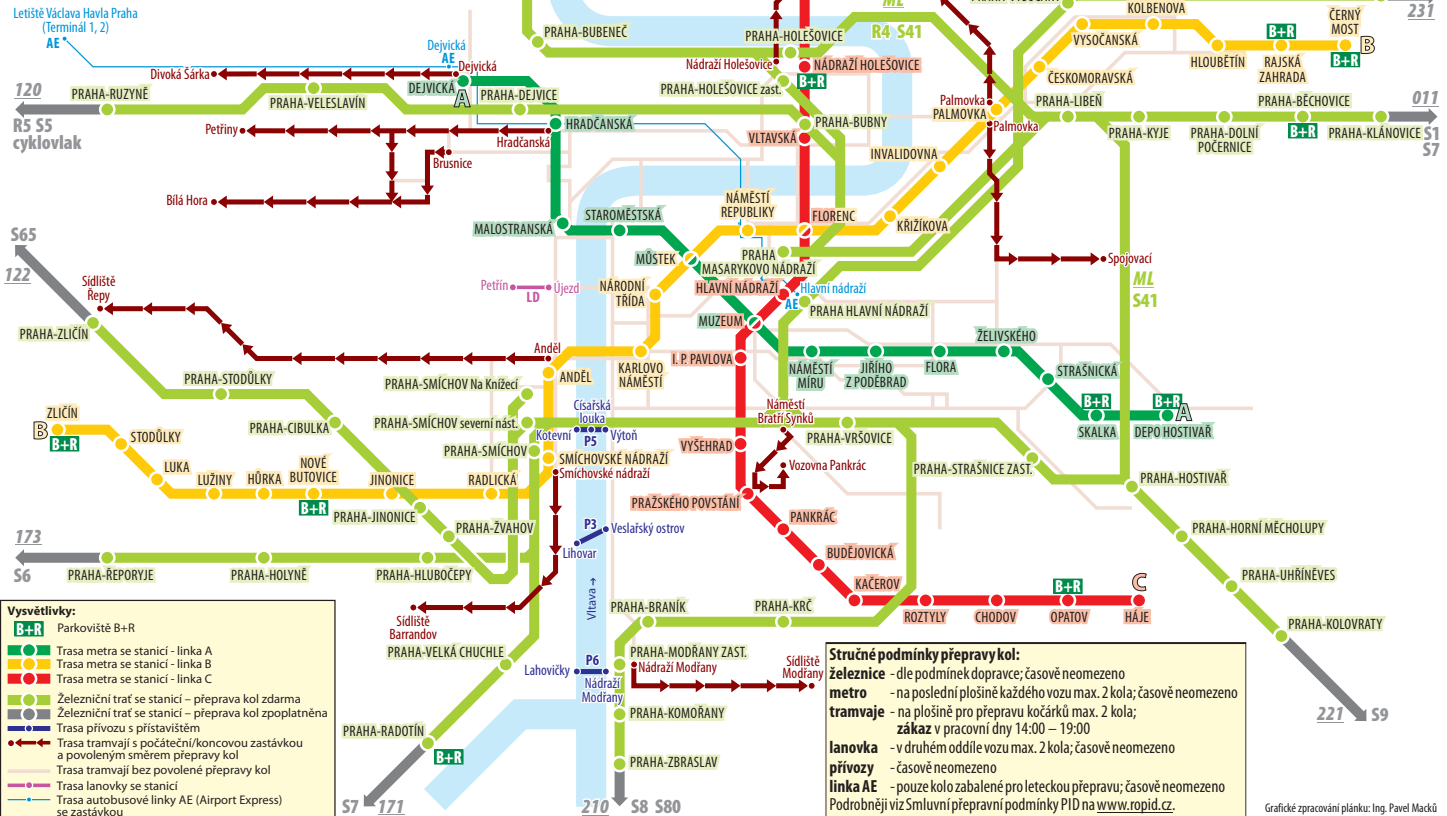 Letiště Václava Havla Praha
(Terminál 1, 2)
AE
Dejvická
AE
Divoká Šárka
Dejvická
DEJVICKÁ
A
120
R5 S5
cyklovlak
PRAHA-RUZYNĚ
PRAHA-VELESLAVÍN
PRAHA-DEJVICE
PRAHA-BUBENEČ
PRAHA-HOLEŠOVICE
Nádraží Holešovice
NÁDRAŽÍ HOLEŠOVICE
B+R
PRAHA-HOLEŠOVICE zast.
ML
R4 S41
KOLBENOVA
VYSOČANSKÁ
HLOUBĚTÍN
B+R
RAJSKÁ
ZAHRADA
ČERNÝ
MOST
B
B+R
231
ČESKOMORAVSKÁ
Palmovka
PALMOVKA
Palmovka
PRAHA-LIBEŇ
PRAHA-KYJE
PRAHA-DOLNÍ
POČERNICE
PRAHA-BĚCHOVICE
B+R
PRAHA-KLÁNOVICE
011
S1
S7
Petřiny
Hradčanská
HRADČANSKÁ
Brusnice
Bílá Hora
PRAHA-BUBNY
VLTAVSKÁ
INVALIDOVNA
KŘIŽÍKOVA
FLORENC
NÁMĚSTÍ
REPUBLIKY
MALOSTRANSKÁ
STAROMĚSTSKÁ
MŮSTEK
PRAHA
MASARYKOVO NÁDRAŽÍ
HLAVNÍ NÁDRAŽÍ
Hlavní nádraží
AE
PRAHA HLAVNÍ NÁDRAŽÍ
Spojovací
ML
S41
S65
122
Sídliště
Řepy
PRAHA-ZLIČÍN
Petřín
LD
Újezd
NÁRODNÍ
TŘÍDA
MUZEUM
I. P. PAVLOVA
NÁMĚSTÍ
MÍRU
JIŘÍHO
Z PODĚBRAD
FLORA
ŽELIVSKÉHO
STRAŠNICKÁ
B+R
SKALKA
B+R
A
DEPO HOSTIVAŘ
Anděl
ANDĚL
KARLOVO
NÁMĚSTÍ
PRAHA-STODŮLKY
PRAHA-SMÍCHOV Na Knížecí
PRAHA-CIBULKA
PRAHA-SMÍCHOV severní nást.
Císařská
louka
Kotevní
P5
Výtoň
Náměstí
Bratří Synků
PRAHA-VRŠOVICE
ZLIČÍN
B
B+R
STODŮLKY
LUKA
LUŽINY
HŮRKA
NOVÉ
BUTOVICE
B+R
JINONICE
RADLICKÁ
PRAHA-SMÍCHOV
SMÍCHOVSKÉ NÁDRAŽÍ
Smíchovské nádraží
VYŠEHRAD
Vozovna Pankrác
PRAHA-STRAŠNICE ZAST.
PRAHA-HOSTIVAŘ
PRAŽSKÉHO POVSTÁNÍ
PANKRÁC
PRAHA-JINONICE
PRAHA-ŽVAHOV
P3
Veslařský ostrov
Lihovar
PRAHA-HORNÍ MĚCHOLUPY
BUDĚJOVICKÁ
173
S6
PRAHA-ŘEPORYJE
PRAHA-HOLYNĚ
PRAHA-HLUBOČEPY
KAČEROV
ROZTYLY
CHODOV
B+R
OPATOV
C
HÁJE
PRAHA-UHŘÍNĚVES
Vltava →
PRAHA-BRANÍK
PRAHA-KRČ
PRAHA-KOLOVRATY
Sídliště
Barrandov
PRAHA-VELKÁ CHUCHLE
PRAHA-MODŘANY ZAST.
Nádraží Modřany
Sídliště
Modřany
Lahovičky
P6
Nádraží
Modřany
PRAHA-KOMOŘANY
PRAHA-RADOTÍN
B+R
PRAHA-ZBRASLAV
S7
171
210
S8 S80
221
S9
Vysvětlivky:
B+R Parkoviště B+R
Trasa metra se stanicí - linka A
Trasa metra se stanicí - linka B
Trasa metra se stanicí - linka C
Železniční trať se stanicí – přeprava kol zdarma
Železniční trať se stanicí – přeprava kol zpoplatněna
Trasa přívozu s přístavištěm
Trasa tramvají s počáteční/koncovou zastávkou
a povoleným směrem přepravy kol
Trasa tramvají bez povolené přepravy kol
Trasa lanovky se stanicí
Trasa autobusové linky AE (Airport Express)
se zastávkou
Stručné podmínky přepravy kol:
železnice - dle podmínek dopravce; časově neomezeno
metro - na poslední plošině každého vozu max. 2 kola; časově neomezeno
tramvaje - na plošině pro přepravu kočárků max. 2 kola;
zákaz v pracovní dny 14:00 – 19:00
lanovka - v druhém oddíle vozu max. 2 kola; časově neomezeno
přívozy - časově neomezeno
linka AE - pouze kolo zabalené pro leteckou přepravu; časově neomezeno
Podrobněji viz Smluvní přepravní podmínky PID na www.ropid.cz.
Grafické zpracování plánku: Ing. Pavel Macků